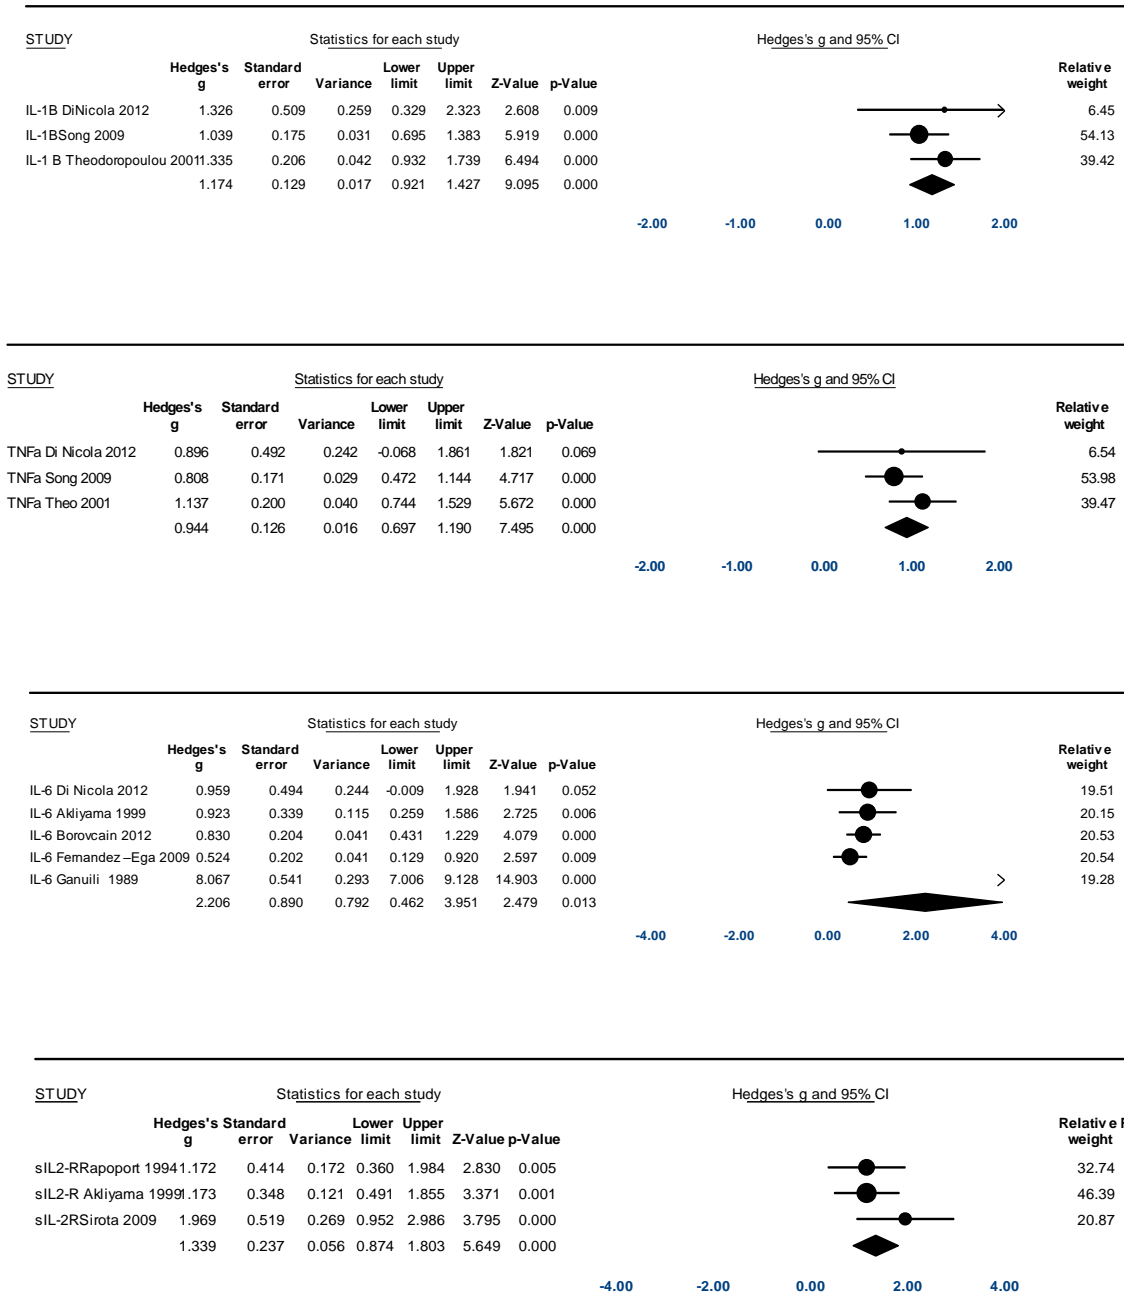 STUDY Statistics for each study Hedges's g and 95% CI
Hedges's Standard Lower Upper Relative
g error Variance limit limit Z-Value p-Value weight
IL-1B DiNicola 2012 1.326 0.509 0.259 0.329 2.323 2.608 0.009 6.45
IL-1BSong 2009 1.039 0.175 0.031 0.695 1.383 5.919 0.000 54.13
IL-1 B Theodoropoulou 20011.335 0.206 0.042 0.932 1.739 6.494 0.000 39.42
1.174 0.129 0.017 0.921 1.427 9.095 0.000
-2.00 -1.00 0.00 1.00 2.00
STUDY Statistics for each study Hedges's g and 95% CI
Hedges's Standard Lower Upper Relative
g error Variance limit limit Z-Value p-Value weight
TNFa Di Nicola 2012 0.896 0.492 0.242 -0.068 1.861 1.821 0.069 6.54
TNFa Song 2009 0.808 0.171 0.029 0.472 1.144 4.717 0.000 53.98
TNFa Theo 2001 1.137 0.200 0.040 0.744 1.529 5.672 0.000 39.47
0.944 0.126 0.016 0.697 1.190 7.495 0.000
-2.00 -1.00 0.00 1.00 2.00
STUDY Statistics for each study Hedges's g and 95% CI
Hedges's Standard Lower Upper Relative
g error Variance limit limit Z-Value p-Value weight
IL-6 Di Nicola 2012 0.959 0.494 0.244 -0.009 1.928 1.941 0.052 19.51
IL-6 Akliyama 1999 0.923 0.339 0.115 0.259 1.586 2.725 0.006 20.15
IL-6 Borovcain 2012 0.830 0.204 0.041 0.431 1.229 4.079 0.000 20.53
IL-6 Fernandez –Ega 2009 0.524 0.202 0.041 0.129 0.920 2.597 0.009 20.54
IL-6 Ganuili 1989 8.067 0.541 0.293 7.006 9.128 14.903 0.000 19.28
2.206 0.890 0.792 0.462 3.951 2.479 0.013
-4.00 -2.00 0.00 2.00 4.00
STUDY Statistics for each study Hedges's g and 95% CI
Hedges's Standard Lower Upper Relative
g error Variance limit limit Z-Value p-Value weight
sIL2-RRapoport 19941.172 0.414 0.172 0.360 1.984 2.830 0.005 32.74
sIL2-R Akliyama 19991.173 0.348 0.121 0.491 1.855 3.371 0.001 46.39
sIL-2RSirota 2009 1.969 0.519 0.269 0.952 2.986 3.795 0.000 20.87
1.339 0.237 0.056 0.874 1.803 5.649 0.000
-4.00 -2.00 0.00 2.00 4.00